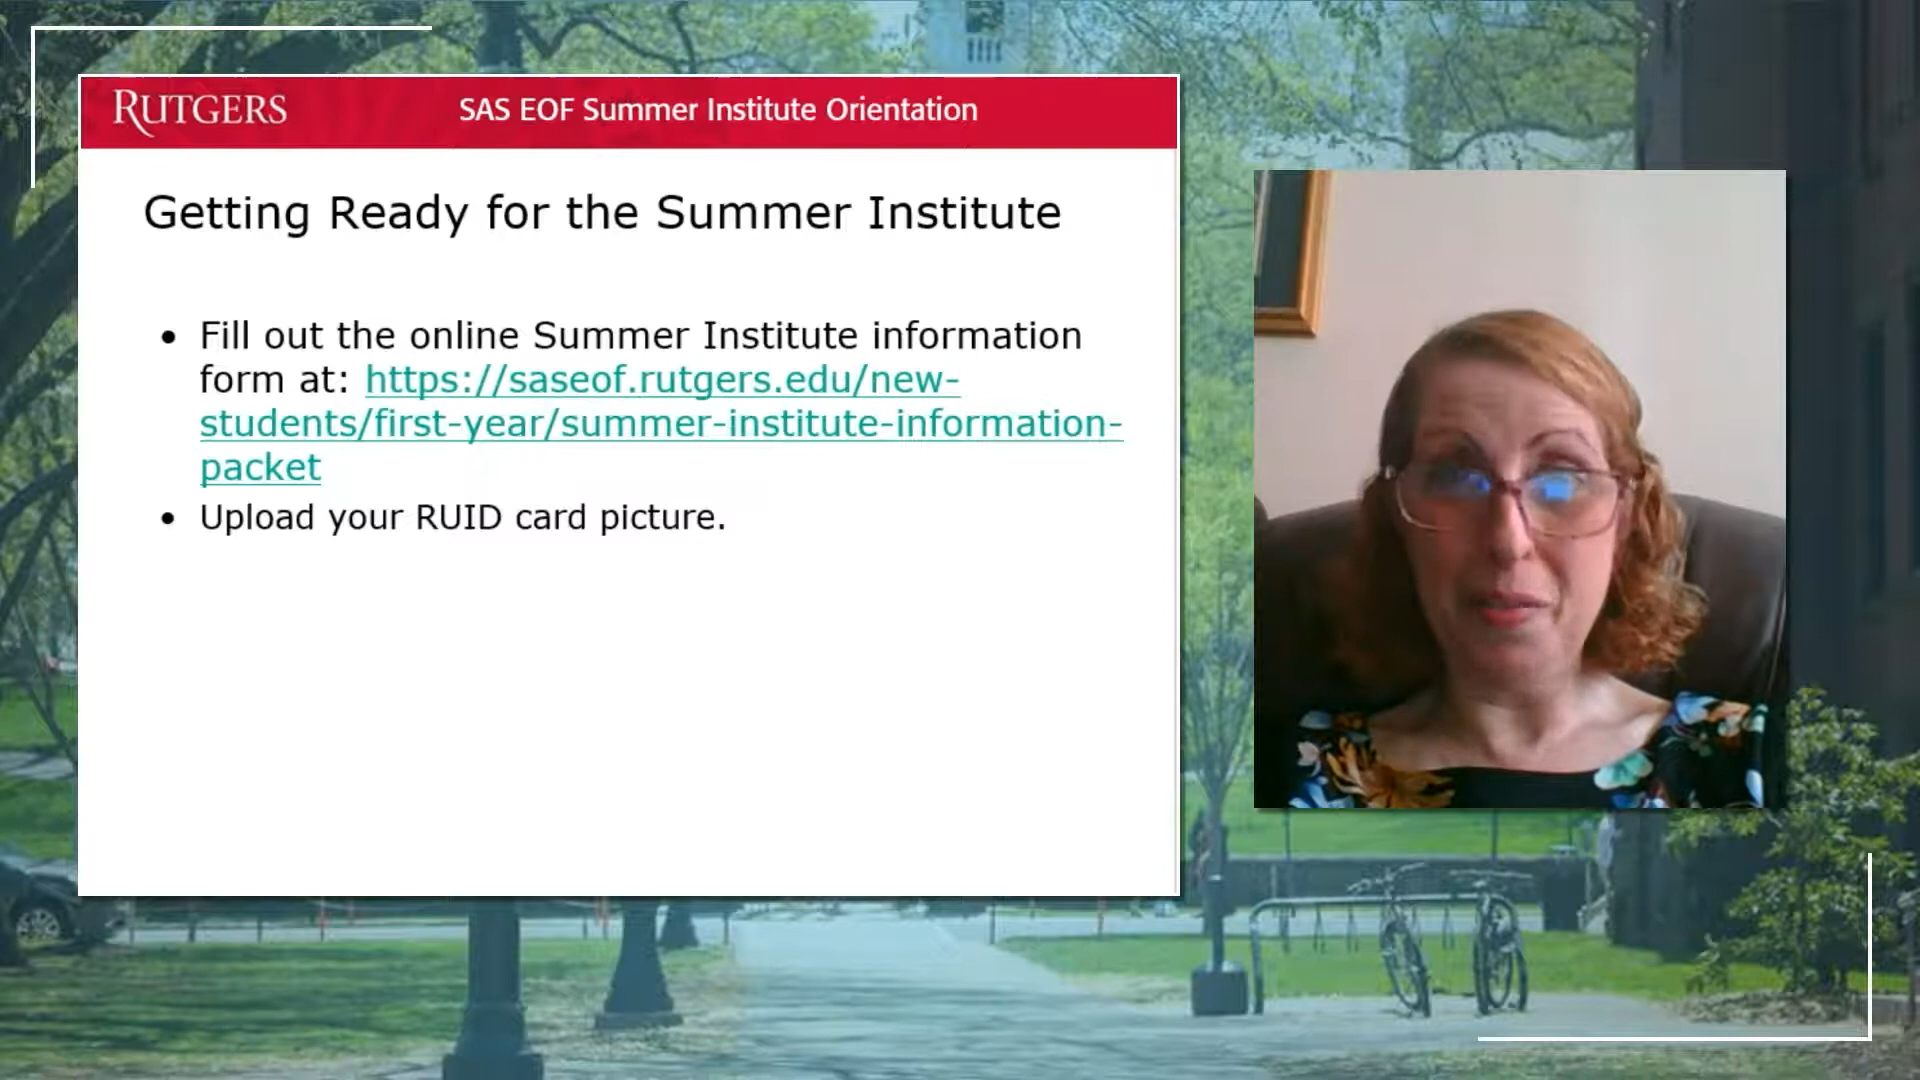 RUTGERS
SAS EOF Summer Institute Orientation
Getting Ready for the Summer Institute
• Fill out the online Summer Institute information
form at: https://saseof.rutgers.edu/new-
students/first-year/summer-institute-information-
packet
• Upload your RUID card picture.